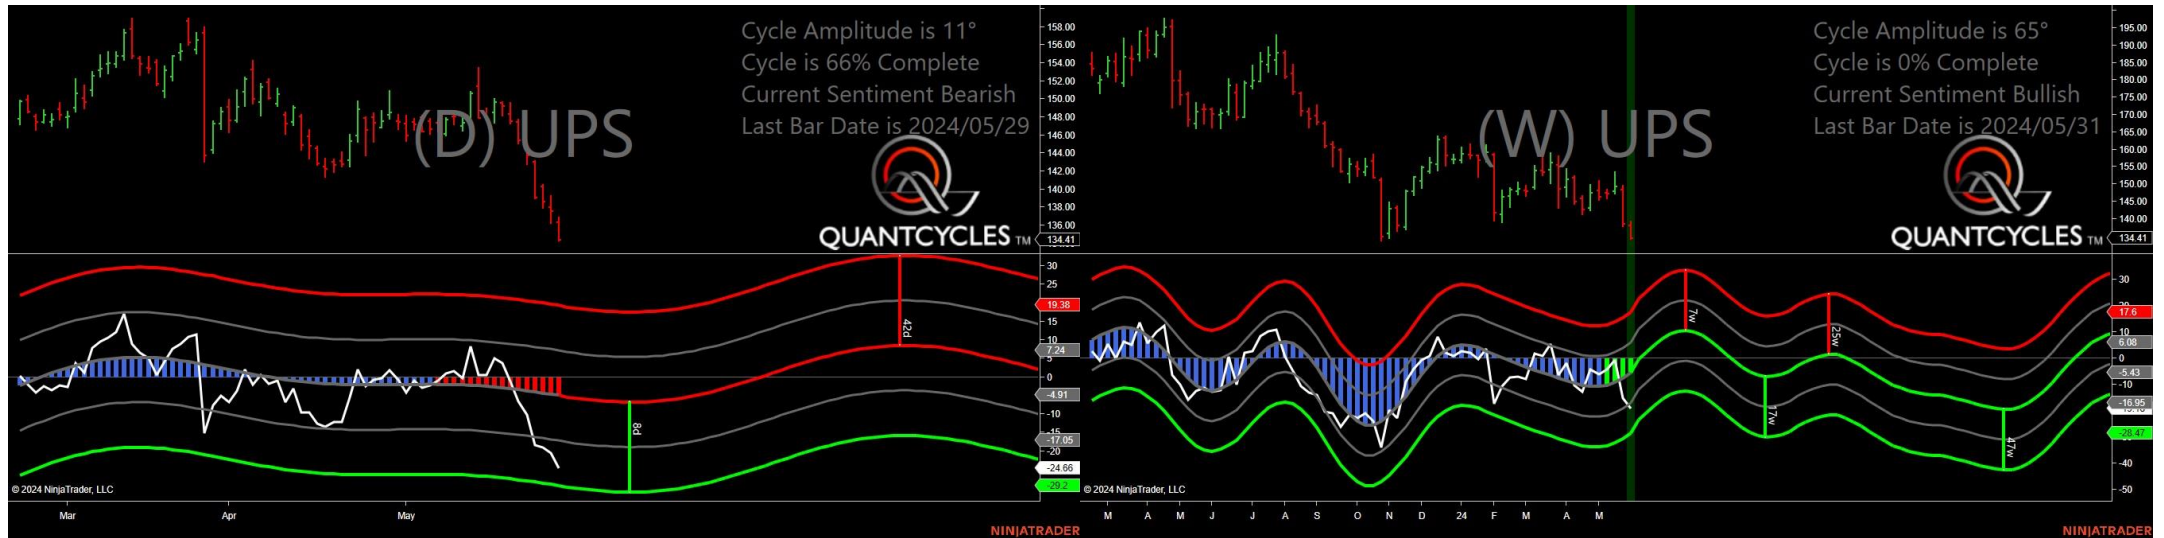 Cycle Amplitude is 11°
Cycle is 66% Complete
Current Sentiment Bearish
Last Bar Date is 2024/05/29
(D) UPS
QUANTCYCLES TM
158.00
156.00
154.00
152.00
150.00
148.00
146.00
144.00
142.00
140.00
138.00
136.00
134.41
30
25
19.38
15
10
7.24
5
0
-4.91
-10
-15
-17.05
-20
-24.66
-29.2
42d
8d
© 2024 NinjaTrader, LLC
Mar Apr May
NINJATRADER
Cycle Amplitude is 65°
Cycle is 0% Complete
Current Sentiment Bullish
Last Bar Date is 2024/05/31
(W) UPS
QUANTCYCLES TM
195.00
190.00
185.00
180.00
175.00
170.00
165.00
160.00
155.00
150.00
145.00
140.00
134.41
30
17.6
10
6.08
0
-5.43
-10
-16.95
-28.47
-40
-50
7w
25w
17w
47w
© 2024 NinjaTrader, LLC
M A M J J A S O N D 24 F M A M
NINJATRADER